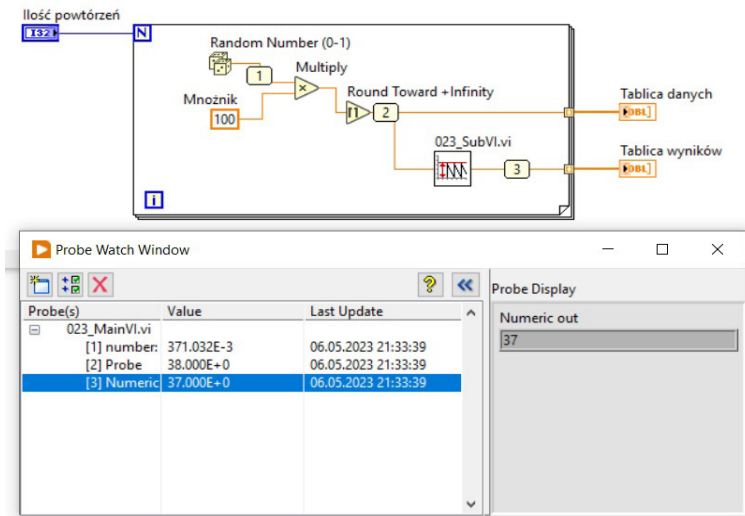 Ilość powtórzeń
I32
N
Random Number (0-1)
1
Multiply
Mnożnik
100
Round Toward +Infinity
2
Tablica danych
DBL
023_SubVI.vi
3
Tablica wyników
DBL
i
Probe Watch Window
Probe(s) Value Last Update
Probe Display
023_MainVI.vi
Numeric out
37
[1] number: 371.032E-3 06.05.2023 21:33:39
[2] Probe 38.000E+0 06.05.2023 21:33:39
[3] Numeric 37.000E+0 06.05.2023 21:33:39